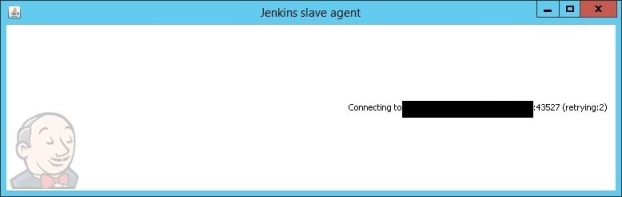 Jenkins slave agent
Connecting to :43527 (retrying:2)